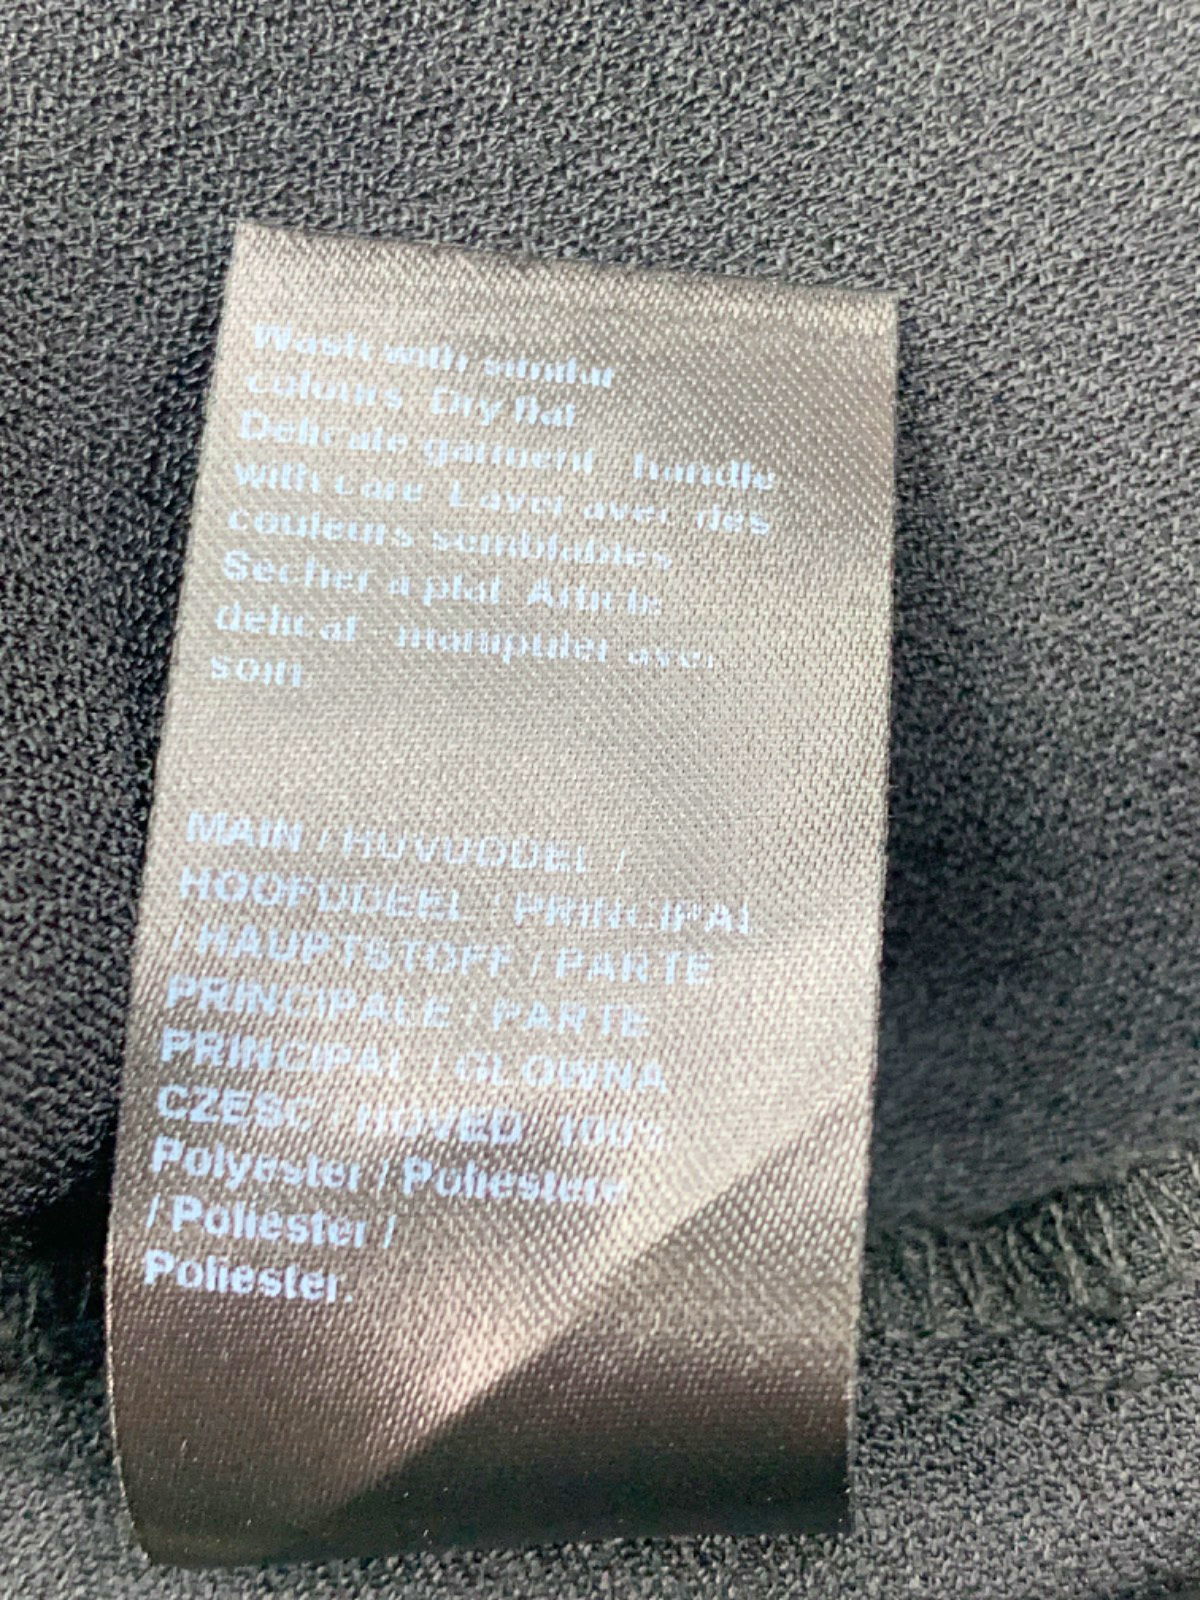 Wash with similar
colours. Dry flat
Delicate garment - handle
with care. Laver avec des
couleurs semblables
Secher a plat. Article
delicat - manipuler avec
soin
MAIN / HUVUDDEL /
HOOFDDEEL / PRINCIPAL
/ HAUPTSTOFF / PARTE
PRINCIPALE / PARTE
PRINCIPAL / GLOWNA
CZESC / HOVED: 100%
Polyester / Poliestere
/ Poliester /
Poliester.